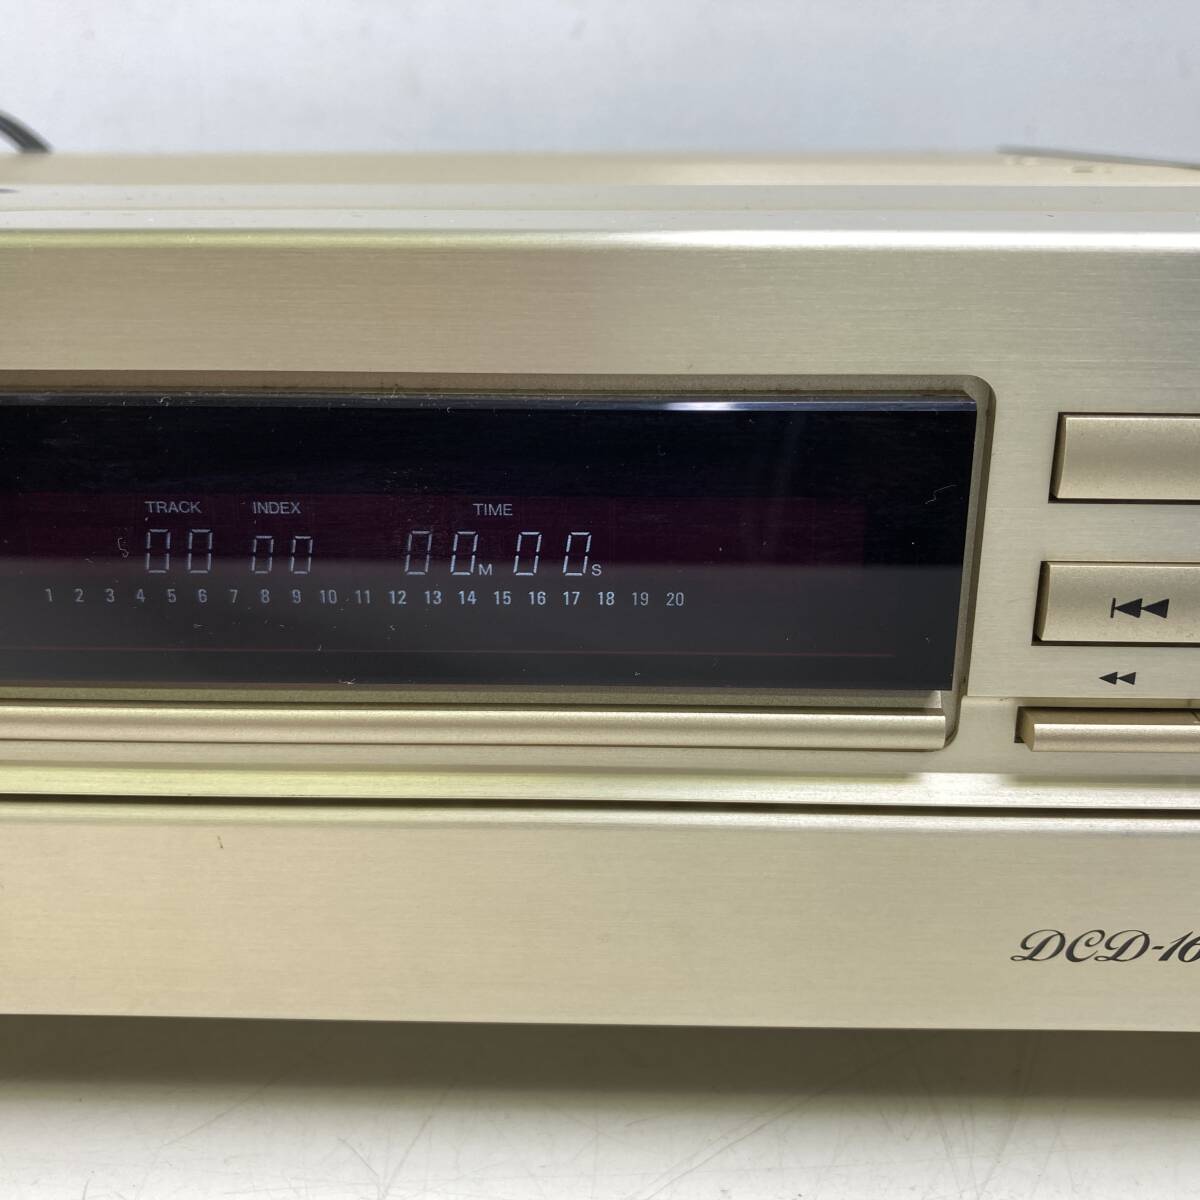 TRACK INDEX TIME
00 00 00M 00S
1 2 3 4 5 6 7 8 9 10 11 12 13 14 15 16 17 18 19 20
DCD-16